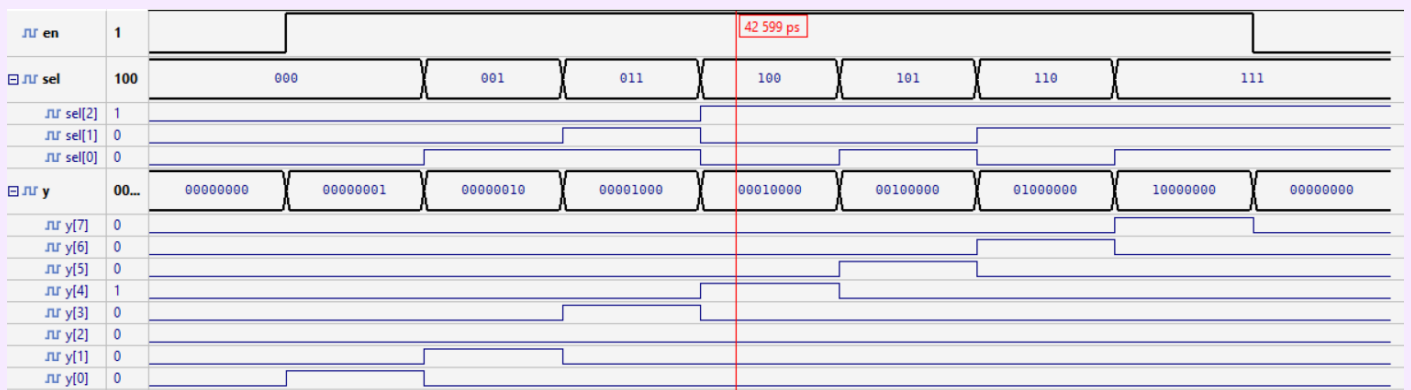 42 599 ps
en 1
sel 100 000 001 011 100 101 110 111
sel[2] 1
sel[1] 0
sel[0] 0
y 00... 00000000 00000001 00000010 00001000 00010000 00100000 01000000 10000000 00000000
y[7] 0
y[6] 0
y[5] 0
y[4] 1
y[3] 0
y[2] 0
y[1] 0
y[0] 0